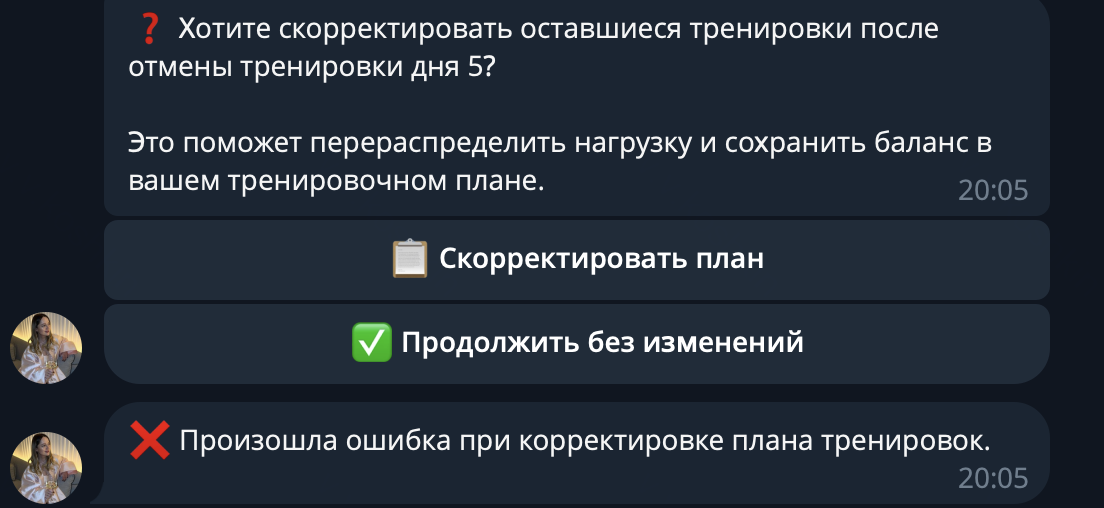 ❓ Хотите скорректировать оставшиеся тренировки после
отмены тренировки дня 5?
Это поможет перераспределить нагрузку и сохранить баланс в
вашем тренировочном плане.
20:05
📋 Скорректировать план
✅ Продолжить без изменений
❌ Произошла ошибка при корректировке плана тренировок.
20:05